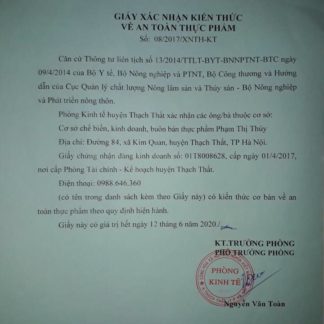 GIẤY XÁC NHẬN KIẾN THỨC
VỀ AN TOÀN THỰC PHẨM
Số: 08/2017/XNTH-KT
Căn cứ Thông tư liên tịch số 13/2014/TTLT-BYT-BNNPTNT-BTC ngày
09/4/2014 của Bộ Y tế, Bộ Nông nghiệp và PTNT, Bộ Công thương và Hướng
dẫn của Cục Quản lý chất lượng Nông lâm sản và Thủy sản - Bộ Nông nghiệp
và Phát triển nông thôn.
Phòng Kinh tế huyện Thạch Thất xác nhận các ông/bà thuộc cơ sở:
Cơ sở chế biến, kinh doanh, buôn bán thực phẩm Phạm Thị Thủy
Địa chỉ: Đường 84, xã Kim Quan, huyện Thạch Thất, TP Hà Nội.
Giấy chứng nhận đăng kinh doanh số: 01T8008628, cấp ngày 01/4/2017,
nơi cấp Phòng Tài chính - Kế hoạch huyện Thạch Thất.
Điện thoại: 0988.646.360
(có tên trong danh sách kèm theo Giấy này) có kiến thức cơ bản về an
toàn thực phẩm theo quy định hiện hành.
Giấy này có giá trị hết ngày 12 tháng 6 năm 2020./.
KT.TRƯỞNG PHÒNG
PHÓ TRƯỞNG PHÒNG
PHÒNG
KINH TẾ
Nguyễn Văn Toàn